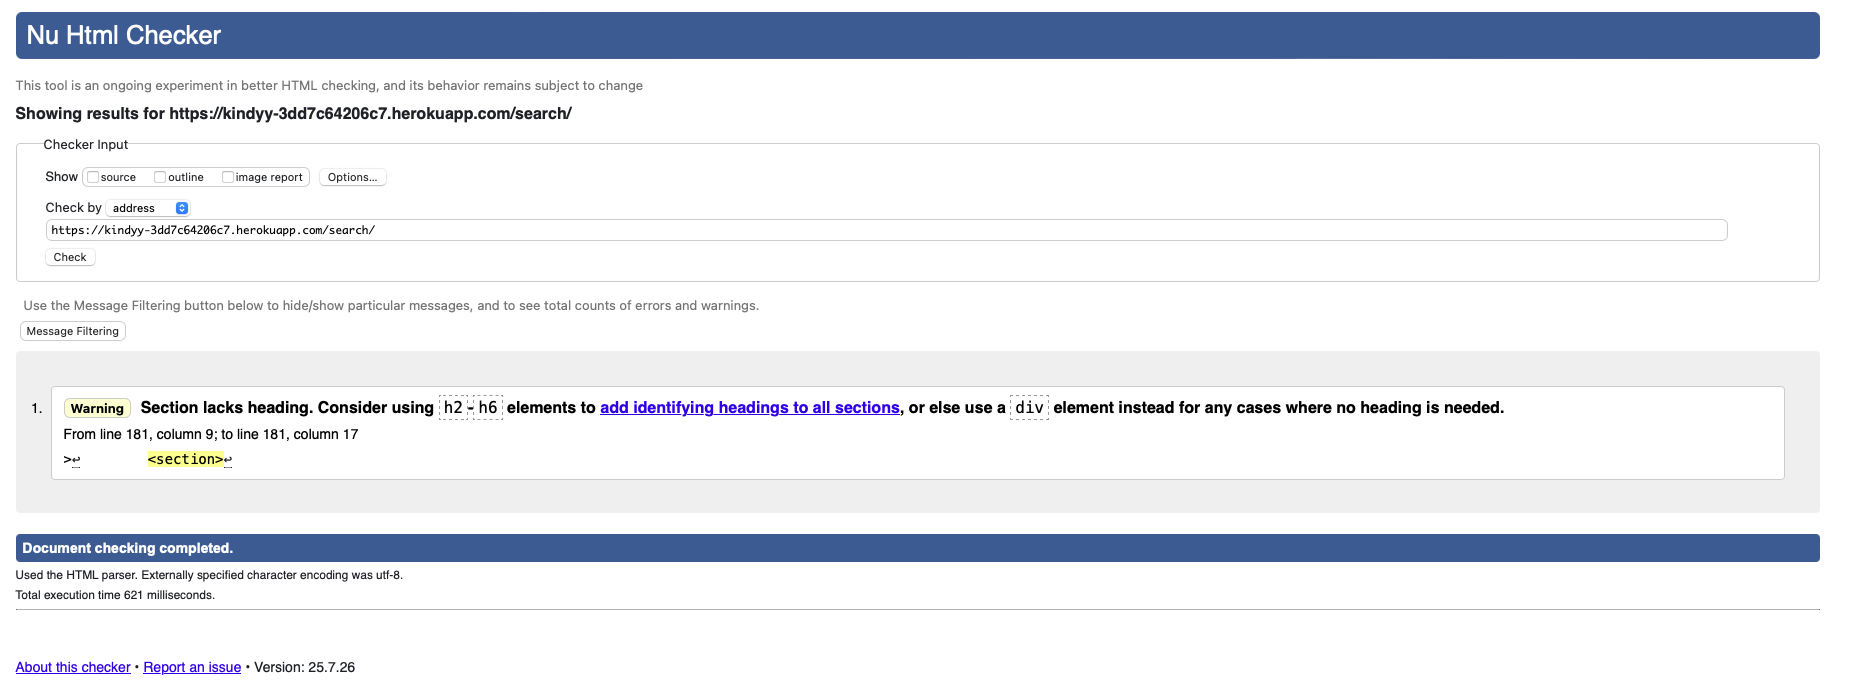 Nu Html Checker
This tool is an ongoing experiment in better HTML checking, and its behavior remains subject to change
Showing results for https://kindyy-3dd7c64206c7.herokuapp.com/search/
Checker Input
Show source outline image report Options...
Check by address
https://kindyy-3dd7c64206c7.herokuapp.com/search/
Check
Use the Message Filtering button below to hide/show particular messages, and to see total counts of errors and warnings.
Message Filtering
1. Warning Section lacks heading. Consider using h2-h6 elements to add identifying headings to all sections, or else use a div element instead for any cases where no heading is needed.
From line 181, column 9; to line 181, column 17
>↩ <section>↩
Document checking completed.
Used the HTML parser. Externally specified character encoding was utf-8.
Total execution time 621 milliseconds.
About this checker • Report an issue • Version: 25.7.26